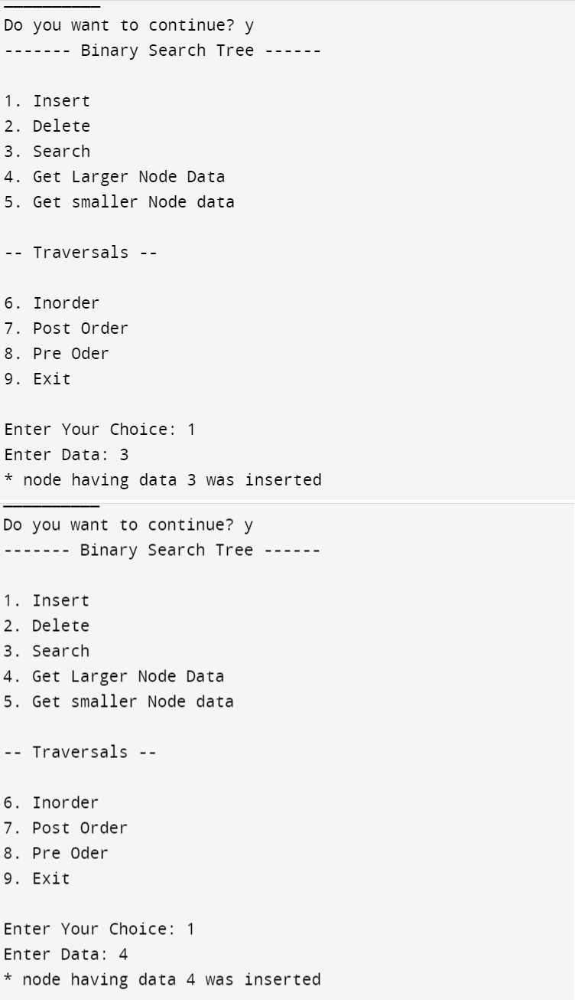 Do you want to continue? y
------- Binary Search Tree ------
1. Insert
2. Delete
3. Search
4. Get Larger Node Data
5. Get smaller Node data
-- Traversals --
6. Inorder
7. Post Order
8. Pre Oder
9. Exit
Enter Your Choice: 1
Enter Data: 3
* node having data 3 was inserted
Do you want to continue? y
------- Binary Search Tree ------
1. Insert
2. Delete
3. Search
4. Get Larger Node Data
5. Get smaller Node data
-- Traversals --
6. Inorder
7. Post Order
8. Pre Oder
9. Exit
Enter Your Choice: 1
Enter Data: 4
* node having data 4 was inserted